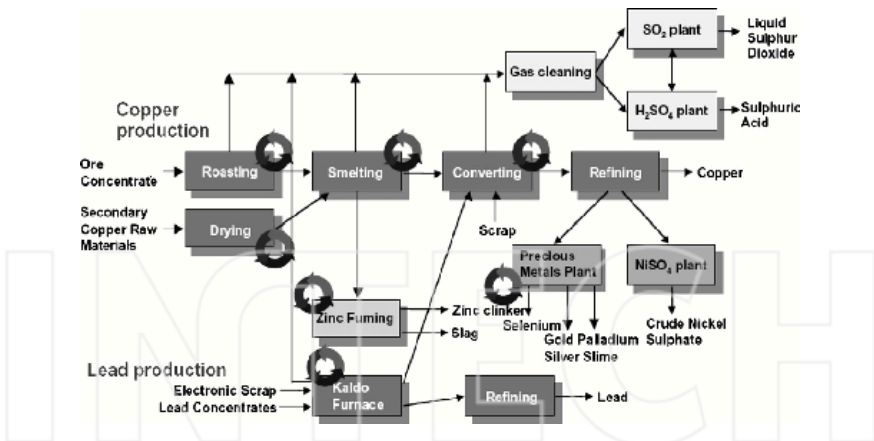 SO2 plant
Liquid
Sulphur
Dioxide
Gas cleaning
H2SO4 plant
Sulphuric
Acid
Copper
production
Ore
Concentrate
Roasting
Smelting
Converting
Refining
Copper
Secondary
Copper Raw
Materials
Drying
Scrap
Precious
Metals Plant
NiSO4 plant
Zinc Fuming
Zinc clinker
Slag
Selenium
Gold Palladium
Silver Slime
Crude Nickel
Sulphate
Lead production
Electronic Scrap
Lead Concentrates
Kaldo
Furnace
Refining
Lead
INTECH